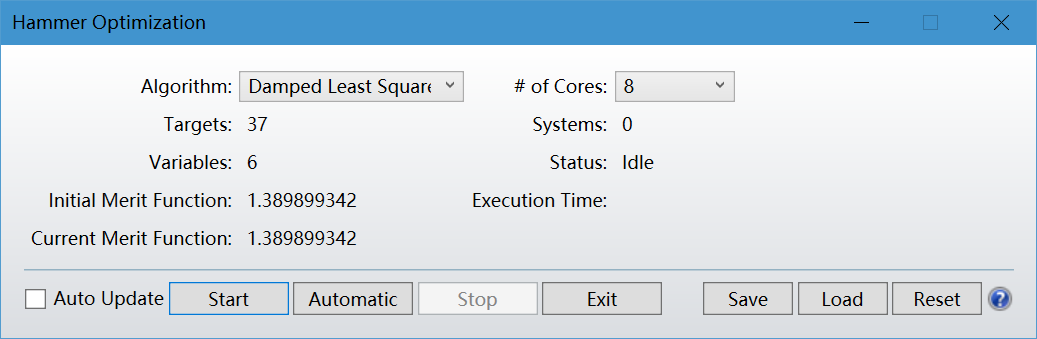 Hammer Optimization
Algorithm: Damped Least Square # of Cores: 8
Targets: 37 Systems: 0
Variables: 6 Status: Idle
Initial Merit Function: 1.389899342 Execution Time:
Current Merit Function: 1.389899342
Auto Update Start Automatic Stop Exit Save Load Reset ?